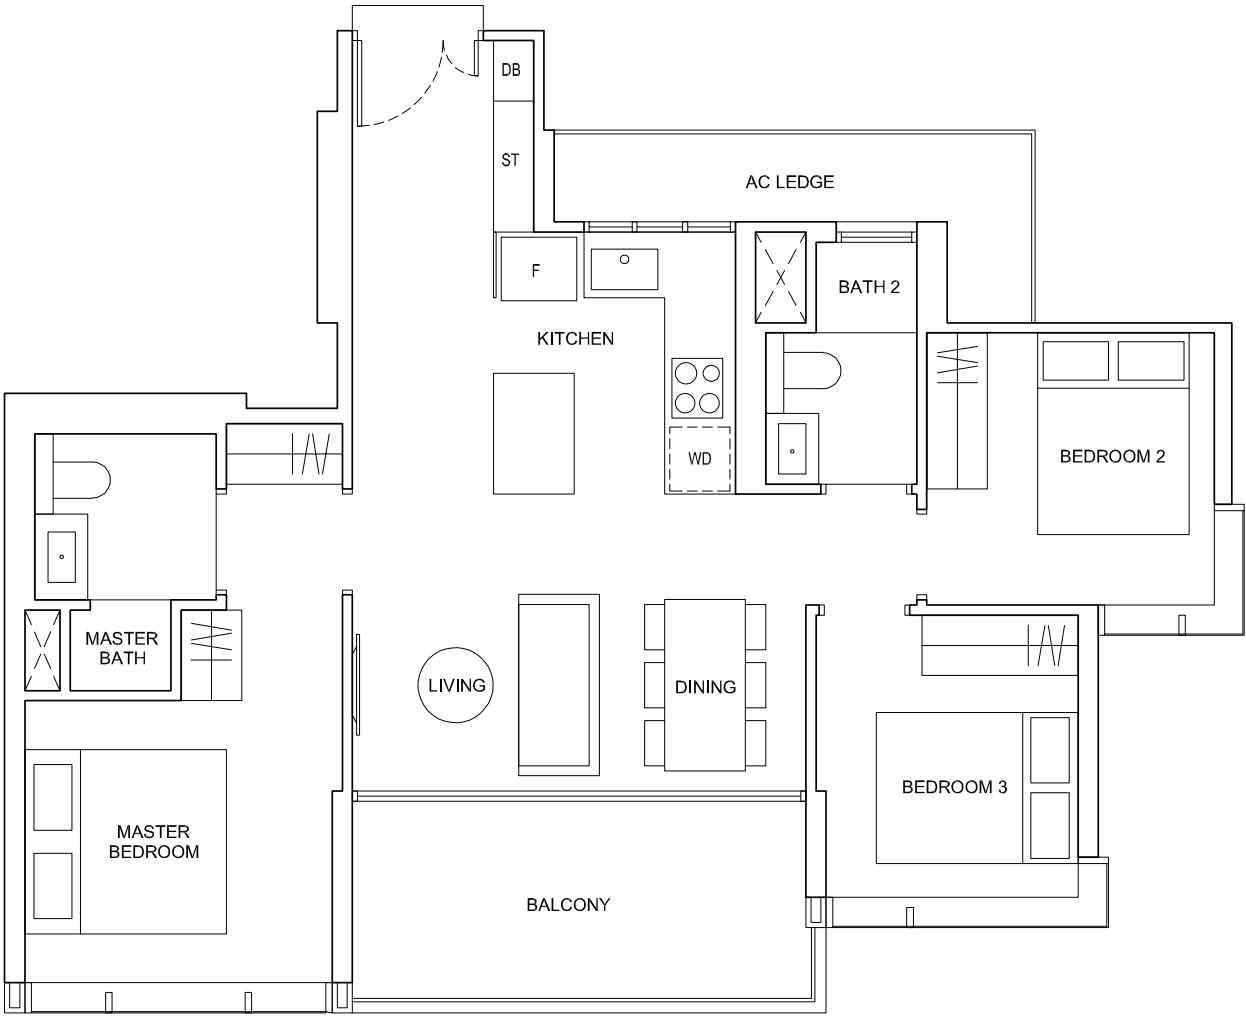 DB
ST
AC LEDGE
F
BATH 2
KITCHEN
WD
BEDROOM 2
MASTER
BATH
LIVING
DINING
BEDROOM 3
MASTER
BEDROOM
BALCONY